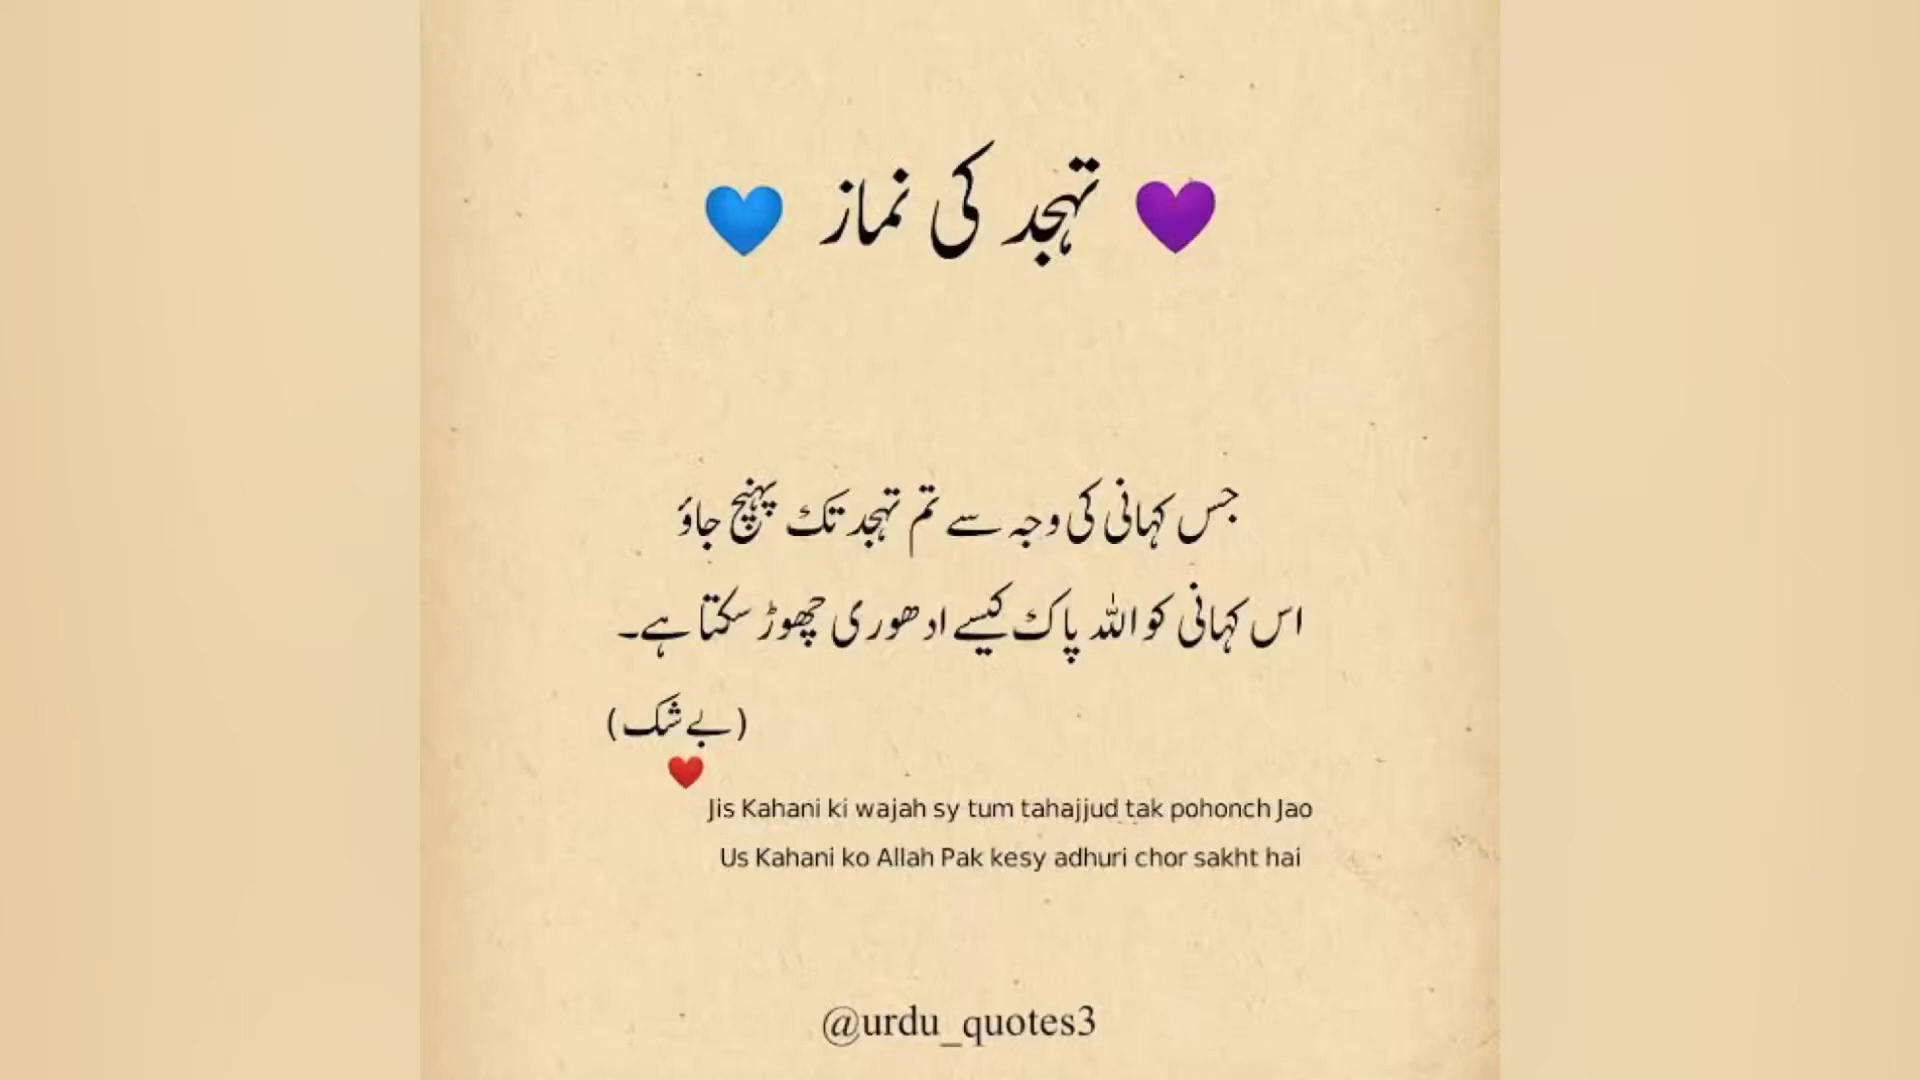 💜 تہجد کی نماز 💙
جس کہانی کی وجہ سے تم تہجد تک پہنچ جاؤ
اس کہانی کو اللہ پاک کیسے ادھوری چھوڑ سکتا ہے۔
(بے شک)
❤️
Jis Kahani ki wajah sy tum tahajjud tak pohonch Jao
Us Kahani ko Allah Pak kesy adhuri chor sakht hai
@urdu_quotes3